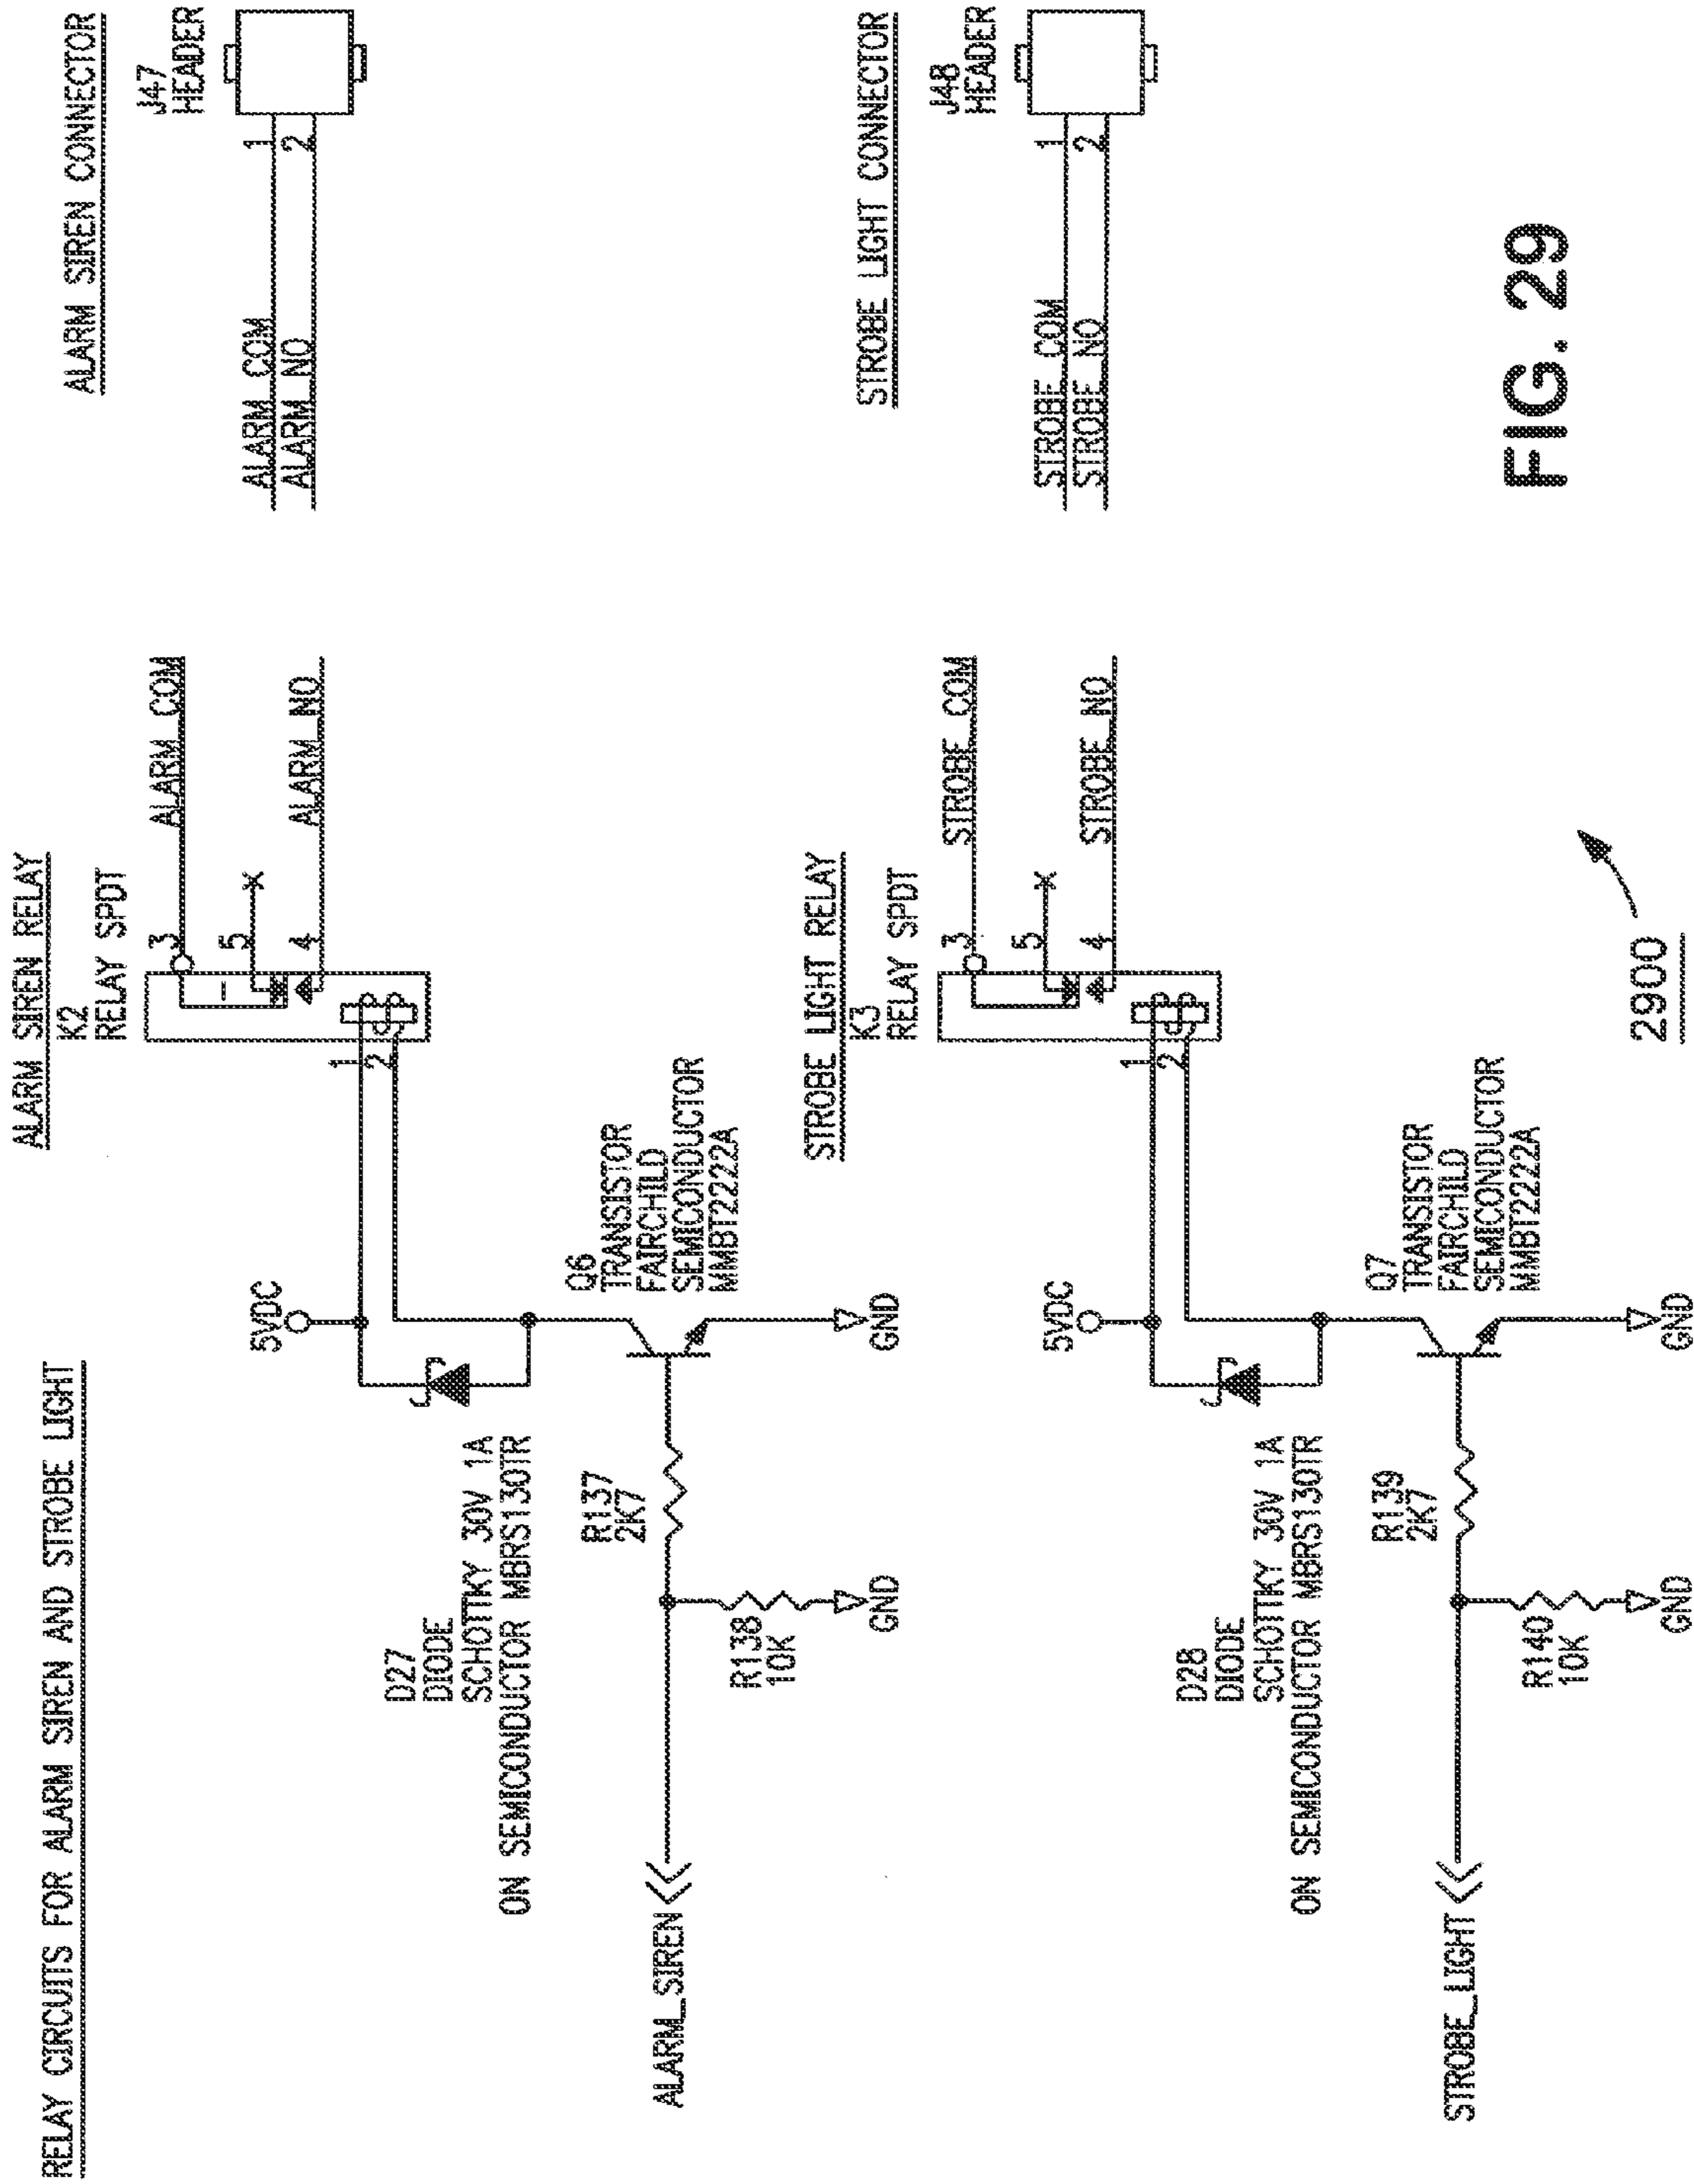 RELAY CIRCUITS FOR ALARM SIREN AND STROBE LIGHT
ALARM SIREN RELAY
K2
RELAY SPDT
3
5
4
1
2
ALARM_COM
ALARM_NO
ALARM SIREN CONNECTOR
J47
HEADER
ALARM_COM
ALARM_NO
1
2
5VDC
D27
DIODE
SCHOTTKY 30V 1A
ON SEMICONDUCTOR MBRS130TR
Q6
TRANSISTOR
FAIRCHILD
SEMICONDUCTOR
MMBT2222A
R137
2K7
ALARM_SIREN
R138
10K
GND
GND
STROBE LIGHT RELAY
K3
RELAY SPDT
3
5
4
1
2
STROBE_COM
STROBE_NO
STROBE LIGHT CONNECTOR
J48
HEADER
STROBE_COM
STROBE_NO
1
2
5VDC
D28
DIODE
SCHOTTKY 30V 1A
ON SEMICONDUCTOR MBRS130TR
Q7
TRANSISTOR
FAIRCHILD
SEMICONDUCTOR
MMBT2222A
R139
2K7
STROBE_LIGHT
R140
10K
GND
GND
2900
FIG. 29